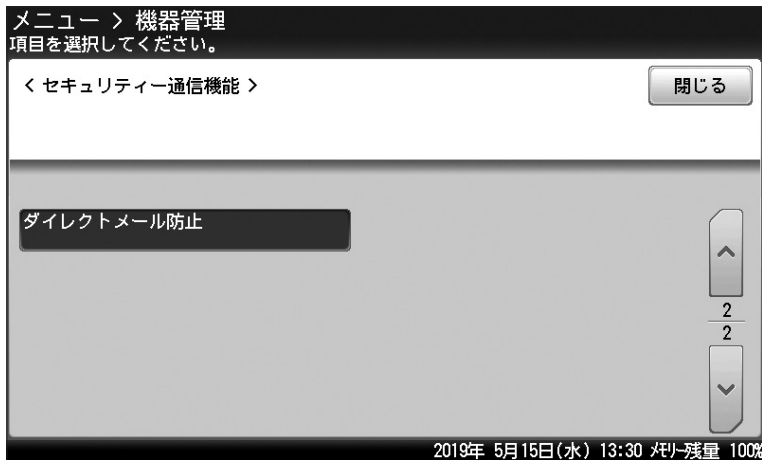 メニュー > 機器管理
項目を選択してください。
< セキュリティー通信機能 >
閉じる
ダイレクトメール防止
2
2
2019年 5月15日(水) 13:30 ﾒﾓﾘｰ残量 100%